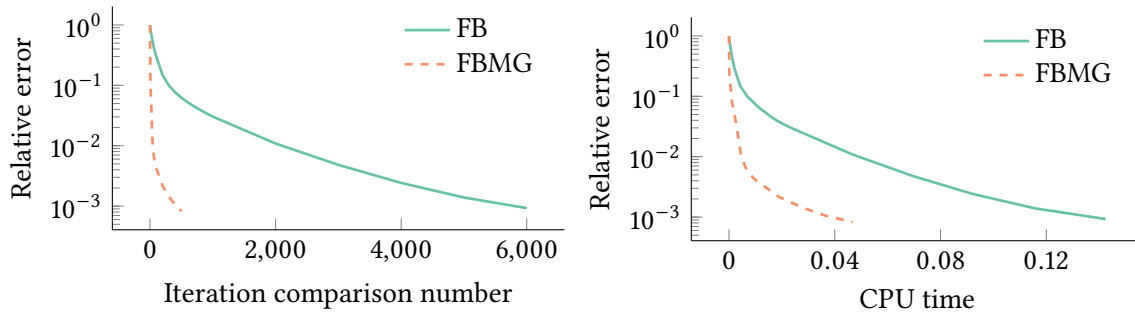 Relative error
10^0
10^-1
10^-2
10^-3
FB
FBMG
0 2,000 4,000 6,000
Iteration comparison number
Relative error
10^0
10^-1
10^-2
10^-3
FB
FBMG
0 0.04 0.08 0.12
CPU time